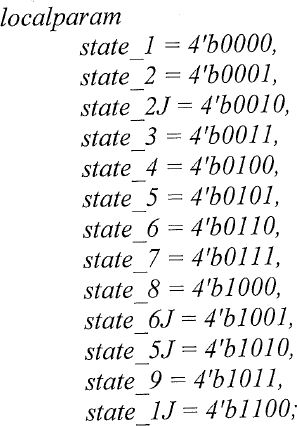 localparam
state_1 = 4'b0000,
state_2 = 4'b0001,
state_2J = 4'b0010,
state_3 = 4'b0011,
state_4 = 4'b0100,
state_5 = 4'b0101,
state_6 = 4'b0110,
state_7 = 4'b0111,
state_8 = 4'b1000,
state_6J = 4'b1001,
state_5J = 4'b1010,
state_9 = 4'b1011,
state_1J = 4'b1100;